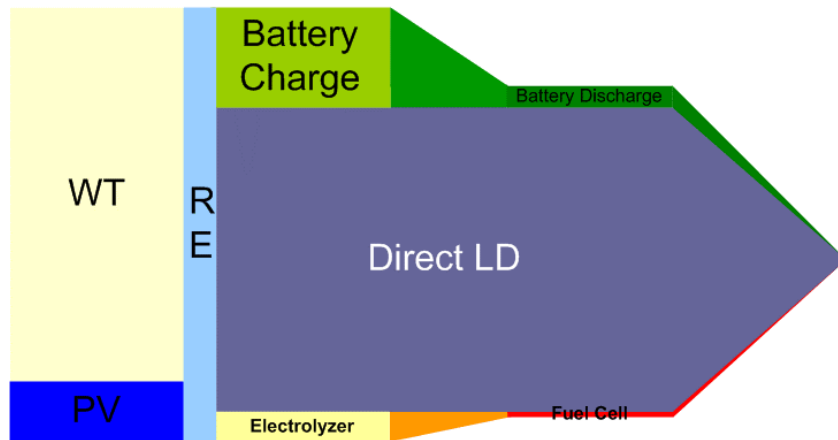 Battery
Charge
Battery Discharge
WT
R
E
Direct LD
PV
Electrolyzer
Fuel Cell